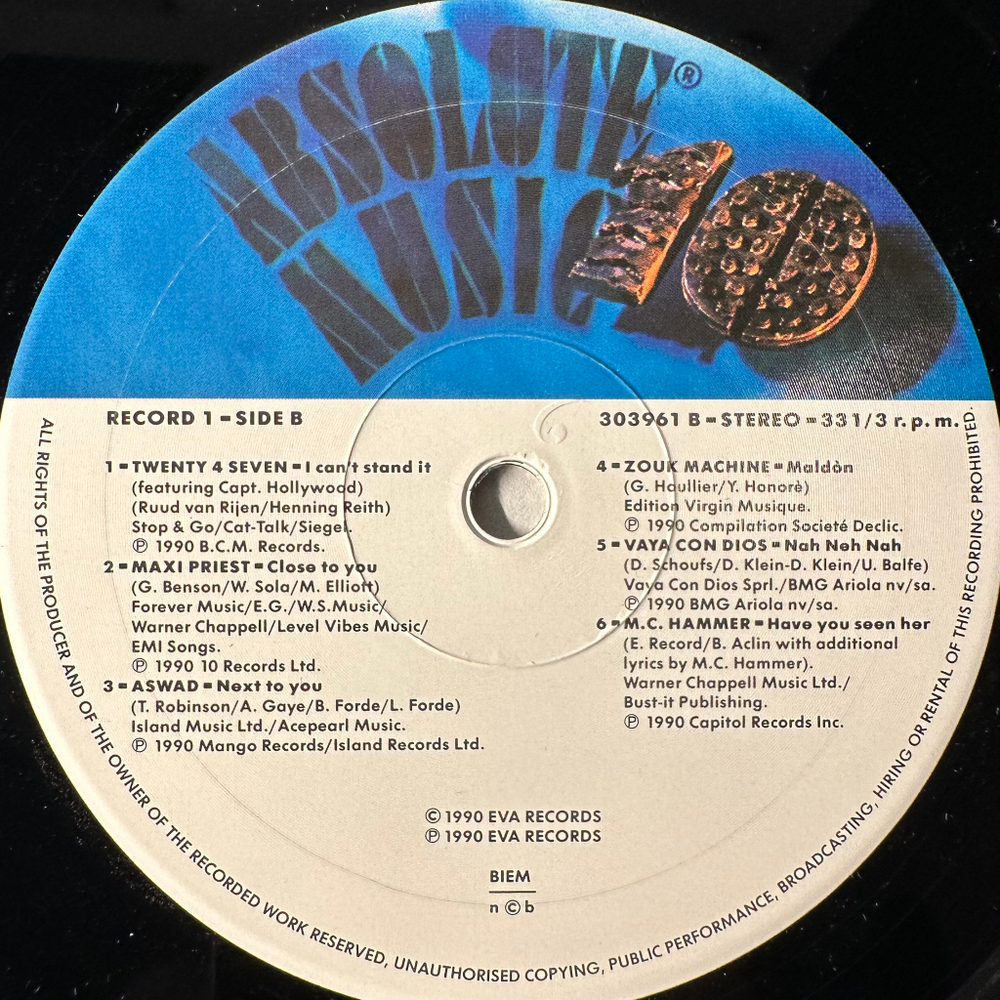 ABSOLUTE®
MUSIC 10
RECORD 1 - SIDE B
303961 B - STEREO - 33 1/3 r.p.m.
1 - TWENTY 4 SEVEN - I can't stand it
(featuring Capt. Hollywood)
(Ruud van Rijen/Henning Reith)
Stop & Go/Cat-Talk/Siegel.
℗ 1990 B.C.M. Records.
2 - MAXI PRIEST - Close to you
(G. Benson/W. Sola/M. Elliott)
Forever Music/E.G./W.S.Music/
Warner Chappell/Level Vibes Music/
EMI Songs.
℗ 1990 10 Records Ltd.
3 - ASWAD - Next to you
(T. Robinson/A. Gaye/B. Forde/L. Forde)
Island Music Ltd./Acepearl Music.
℗ 1990 Mango Records/Island Records Ltd.
4 - ZOUK MACHINE - Maldòn
(G. Houllier/Y. Honorè)
Edition Virgin Musique.
℗ 1990 Compilation Societé Declic.
5 - VAYA CON DIOS - Nah Neh Nah
(D. Schoufs/D. Klein-D. Klein/U. Balfe)
Vaya Con Dios Sprl./BMG Ariola nv/sa.
℗ 1990 BMG Ariola nv/sa.
6 - M.C. HAMMER - Have you seen her
(E. Record/B. Aclin with additional
lyrics by M.C. Hammer).
Warner Chappell Music Ltd./
Bust-it Publishing.
℗ 1990 Capitol Records Inc.
© 1990 EVA RECORDS
℗ 1990 EVA RECORDS
BIEM
n©b
ALL RIGHTS OF THE PRODUCER AND OF THE OWNER OF THE RECORDED WORK RESERVED, UNAUTHORISED COPYING, PUBLIC PERFORMANCE, BROADCASTING, HIRING OR RENTAL OF THIS RECORDING PROHIBITED.